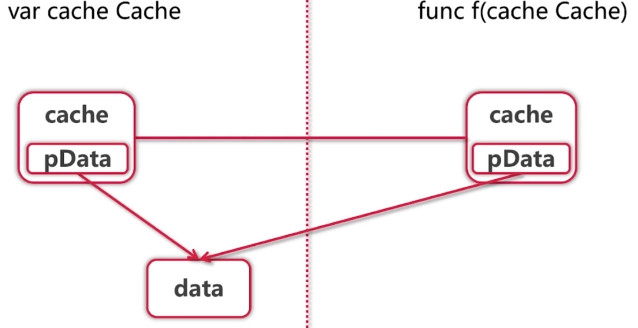 var cache Cache
func f(cache Cache)
cache
cache
pData
pData
data